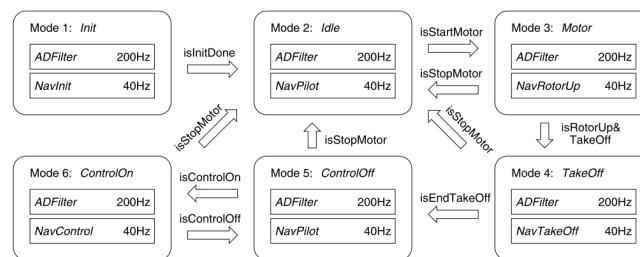 Mode 1: Init
ADFilter 200Hz
NavInit 40Hz
isInitDone
Mode 2: Idle
ADFilter 200Hz
NavPilot 40Hz
isStartMotor
isStopMotor
Mode 3: Motor
ADFilter 200Hz
NavRotorUp 40Hz
isStopMotor
isStopMotor
isStopMotor
isRotorUp&
TakeOff
Mode 6: ControlOn
ADFilter 200Hz
NavControl 40Hz
isControlOn
isControlOff
Mode 5: ControlOff
ADFilter 200Hz
NavPilot 40Hz
isEndTakeOff
Mode 4: TakeOff
ADFilter 200Hz
NavTakeOff 40Hz